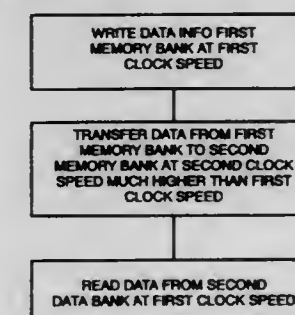 WRITE DATA INFO FIRST
MEMORY BANK AT FIRST
CLOCK SPEED
TRANSFER DATA FROM FIRST
MEMORY BANK TO SECOND
MEMORY BANK AT SECOND CLOCK
SPEED MUCH HIGHER THAN FIRST
CLOCK SPEED
READ DATA FROM SECOND
DATA BANK AT FIRST CLOCK SPEED